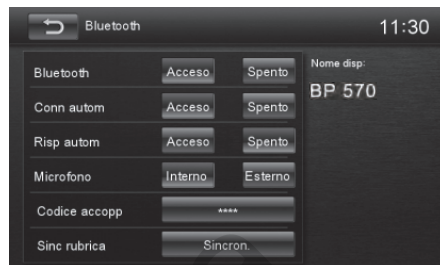 Bluetooth 11:30
Bluetooth Acceso Spento
Conn autom Acceso Spento
Risp autom Acceso Spento
Microfono Interno Esterno
Codice accopp ****
Sinc rubrica Sincron.
Nome disp:
BP 570